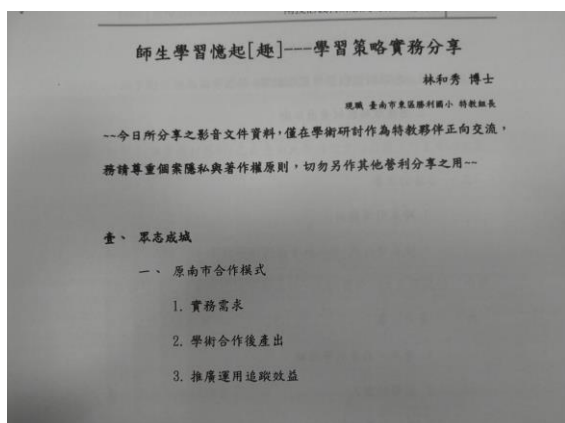 師生學習憶起[趣]---學習策略實務分享
林和秀 博士
現職 臺南市東區勝利國小 特教組長
~~今日所分享之影音文件資料,僅在學術研討作為特教夥伴正向交流,
務請尊重個案隱私與著作權原則,切勿另作其他營利分享之用~~
壹、 眾志成城
一、 原南市合作模式
1. 實務需求
2. 學術合作後產出
3. 推廣運用追蹤效益